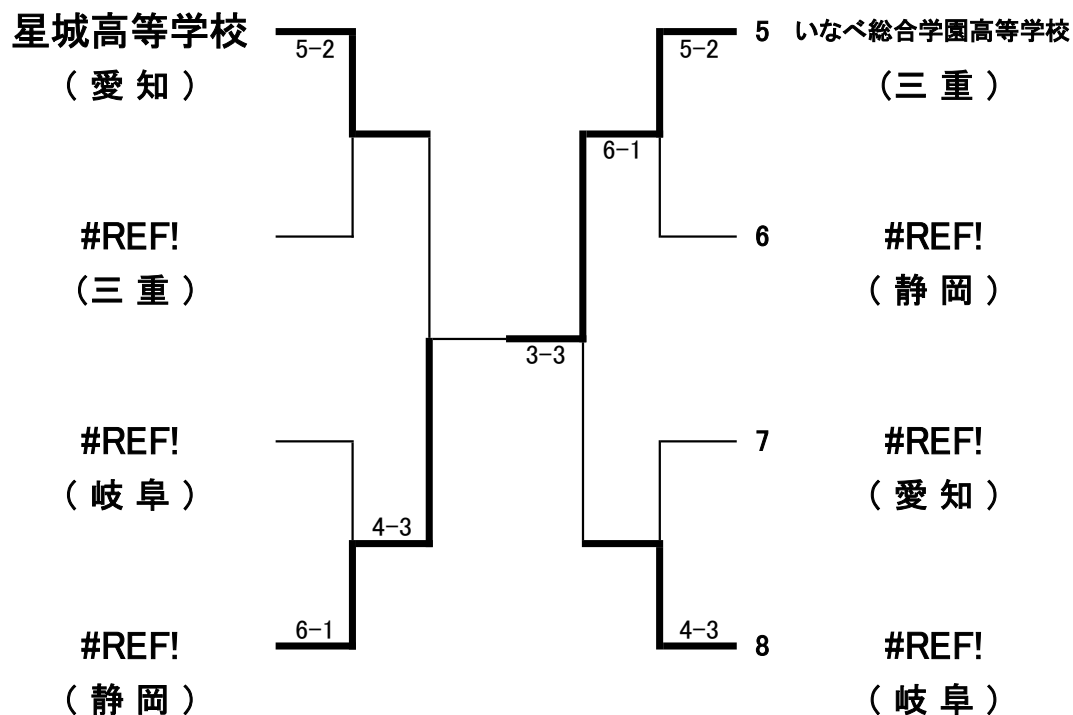 星城高等学校
5-2
5-2
5 いなべ総合学園高等学校
( 愛 知 )
(三 重 )
6-1
#REF!
6 #REF!
(三 重 )
( 静 岡 )
3-3
#REF!
7 #REF!
( 岐 阜 )
( 愛 知 )
4-3
#REF!
6-1
4-3
8 #REF!
( 静 岡 )
( 岐 阜 )